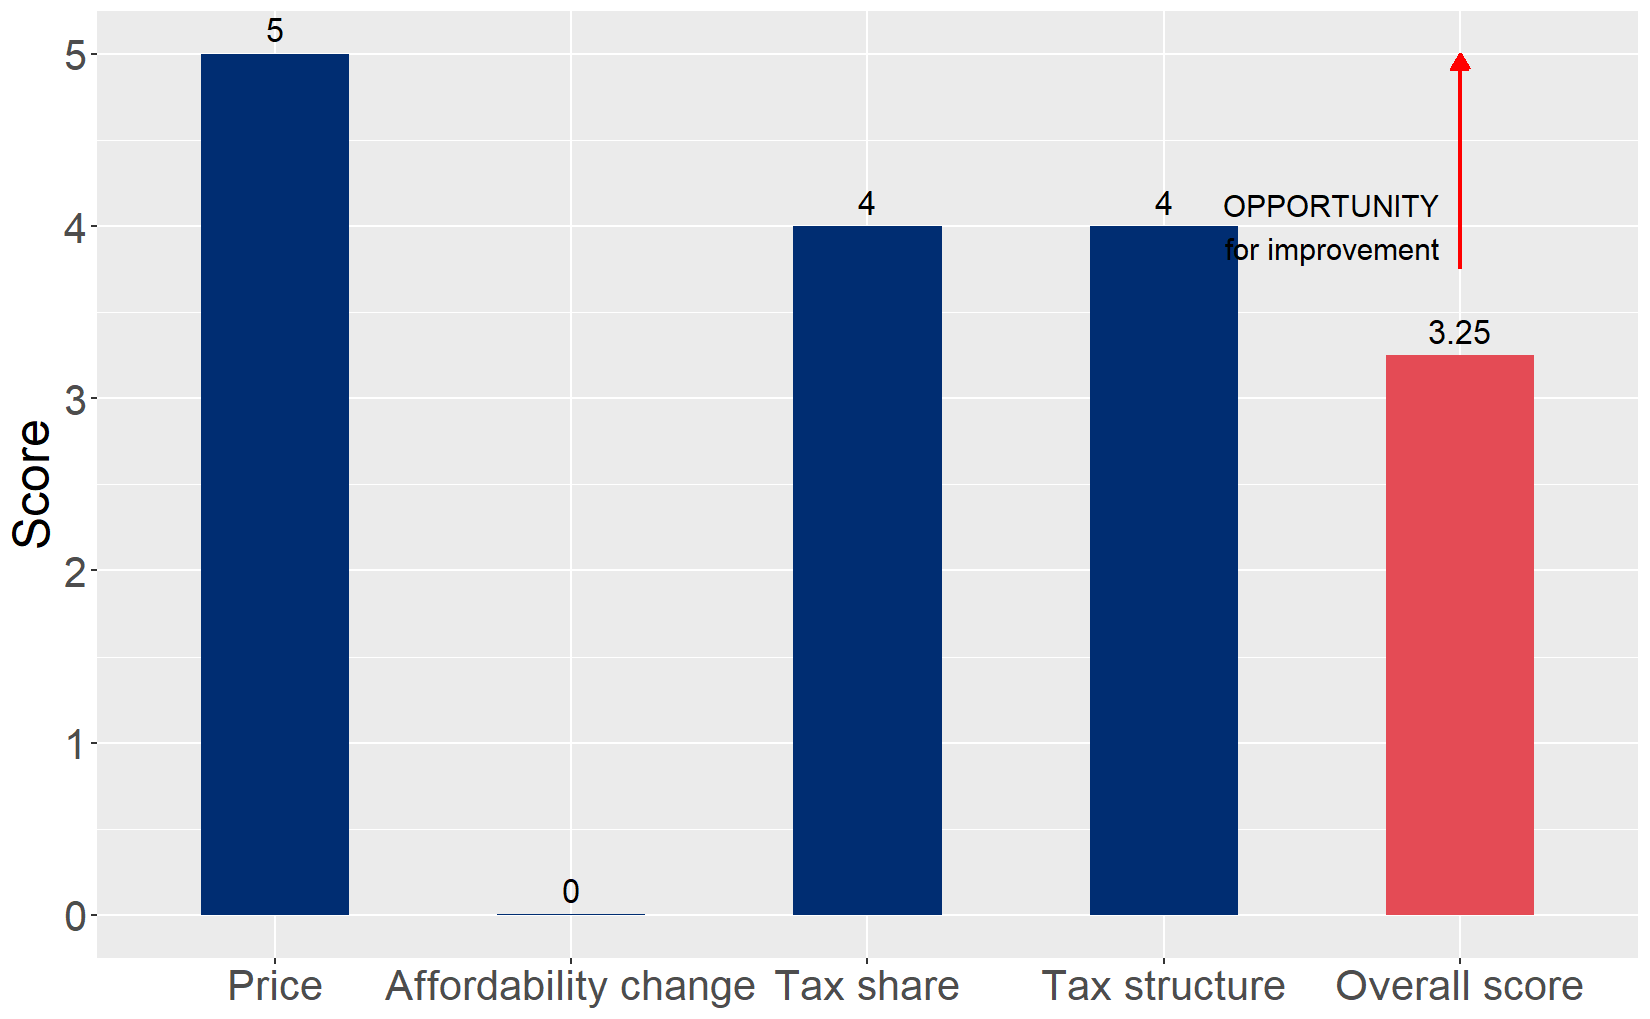 5
5
4
4
OPPORTUNITY
4
for improvement
3.25
3
Score
2
1
0
0
Price
Affordability change
Tax share
Tax structure
Overall score